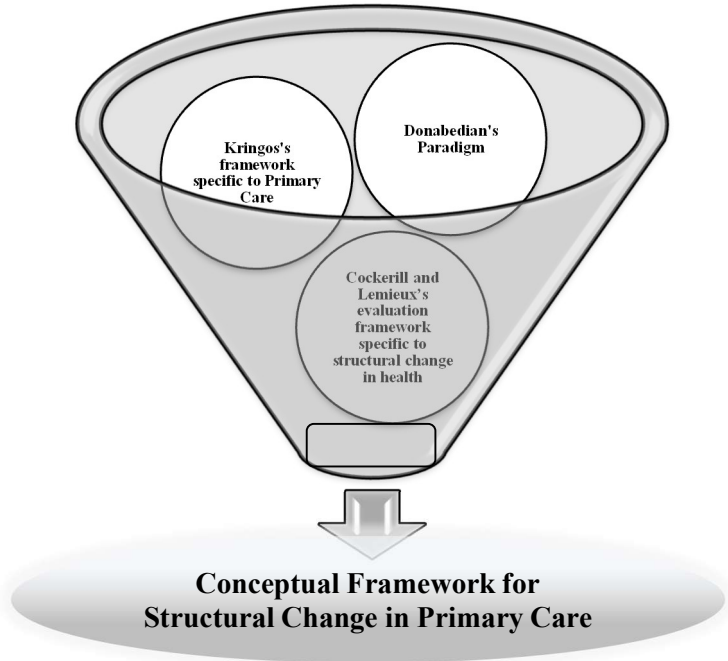 Kringos's
framework
specific to Primary
Care
Donabedian's
Paradigm
Cockerill and
Lemieux's
evaluation
framework
specific to
structural change
in health
Conceptual Framework for
Structural Change in Primary Care